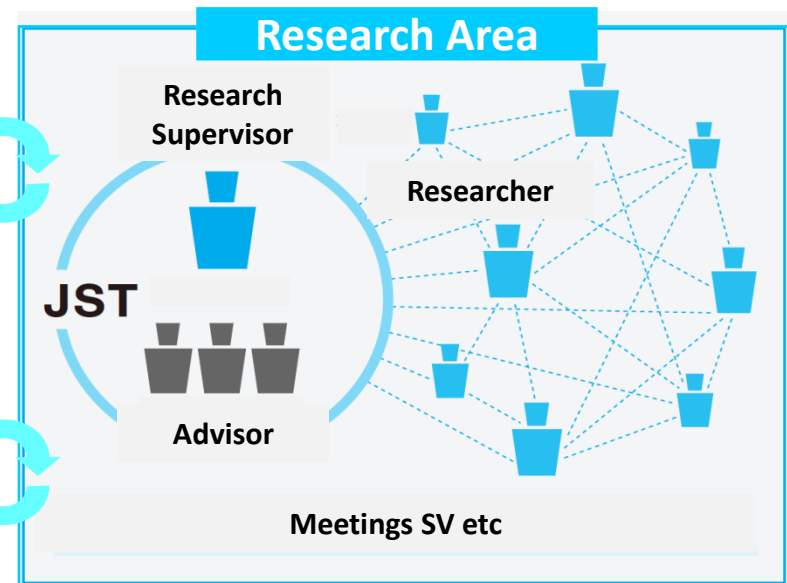 Research Area
Research
Supervisor
Researcher
JST
Advisor
Meetings SV etc